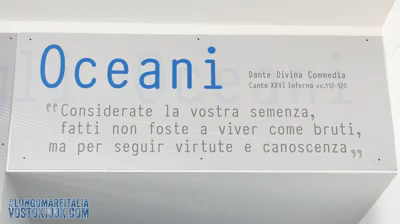 Oceani
Dante Divina Commedia
Canto XXVI Inferno vv.112-120
"Considerate la vostra semenza,
fatti non foste a viver come bruti,
ma per seguir virtute e canoscenza„
#LUNGOMAREITALIA
VOSTOKIJJK.COM